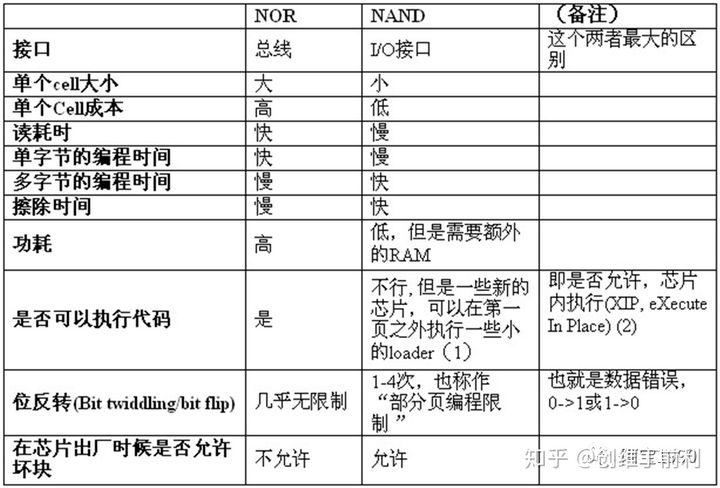 NOR NAND （备注）
接口 总线 I/O接口 这个两者最大的区
别
单个cell大小 大 小
单个Cell成本 高 低
读耗时 快 慢
单字节的编程时间 快 慢
多字节的编程时间 慢 快
擦除时间 慢 快
功耗 高 低，但是需要额外
的RAM
是否可以执行代码 是 不行,但是一些新的
芯片，可以在第一
页之外执行一些小
的loader（1）
即是否允许，芯片
内执行(XIP, eXecute
In Place) (2)
位反转(Bit twiddling/bit flip) 几乎无限制 1-4次，也称作
“部分页编程限
制 ”
也就是数据错误，
0->1或1->0
在芯片出厂时候是否允许
坏块
不允许 允许
知乎 @创维李前利